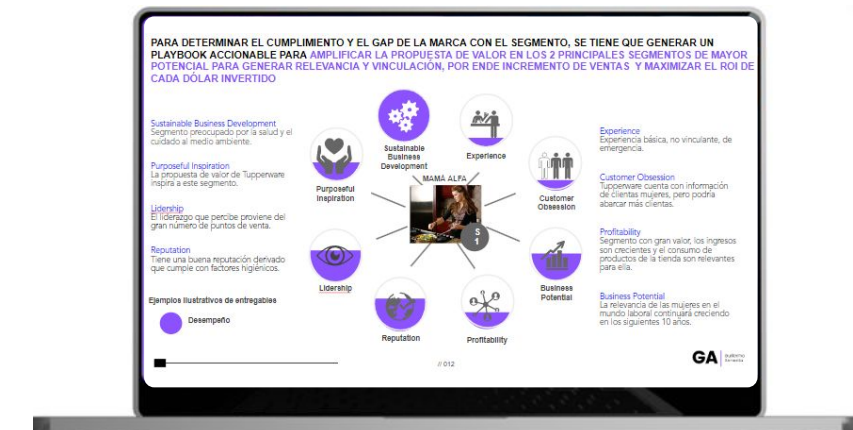 PARA DETERMINAR EL CUMPLIMIENTO Y EL GAP DE LA MARCA CON EL SEGMENTO, SE TIENE QUE GENERAR UN
PLAYBOOK ACCIONABLE PARA AMPLIFICAR LA PROPUESTA DE VALOR EN LOS 2 PRINCIPALES SEGMENTOS DE MAYOR
POTENCIAL PARA GENERAR RELEVANCIA Y VINCULACIÓN, POR ENDE INCREMENTO DE VENTAS Y MAXIMIZAR EL ROI DE
CADA DÓLAR INVERTIDO
Sustainable Business Development
Segmento preocupado por la salud y el
cuidado al medio ambiente.
Purposeful Inspiration
La propuesta de valor de Tupperware
inspira a este segmento.
Lidership
El liderazgo que percibe proviene del
gran número de puntos de venta.
Reputation
Tiene una buena reputación derivado
que cumple con factores higiénicos.
Ejemplos ilustrativos de entregables
Desempeño
Sustainable
Business
Development
Experience
Purposeful
Inspiration
MAMÁ ALFA
S
1
Customer
Obsession
Lidership
Business
Potential
Reputation
Profitability
Experience
Experiencia básica, no vinculante, de
emergencia.
Customer Obsession
Tupperware cuenta con información
de clientas mujeres, pero podría
abarcar más clientes.
Profitability
Segmento con gran valor, los ingresos
son crecientes y el consumo de
productos de la tienda son relevantes
para ella.
Business Potential
La relevancia de las mujeres en el
mundo laboral continuará creciendo
en los siguientes 10 años.
// 012
GA